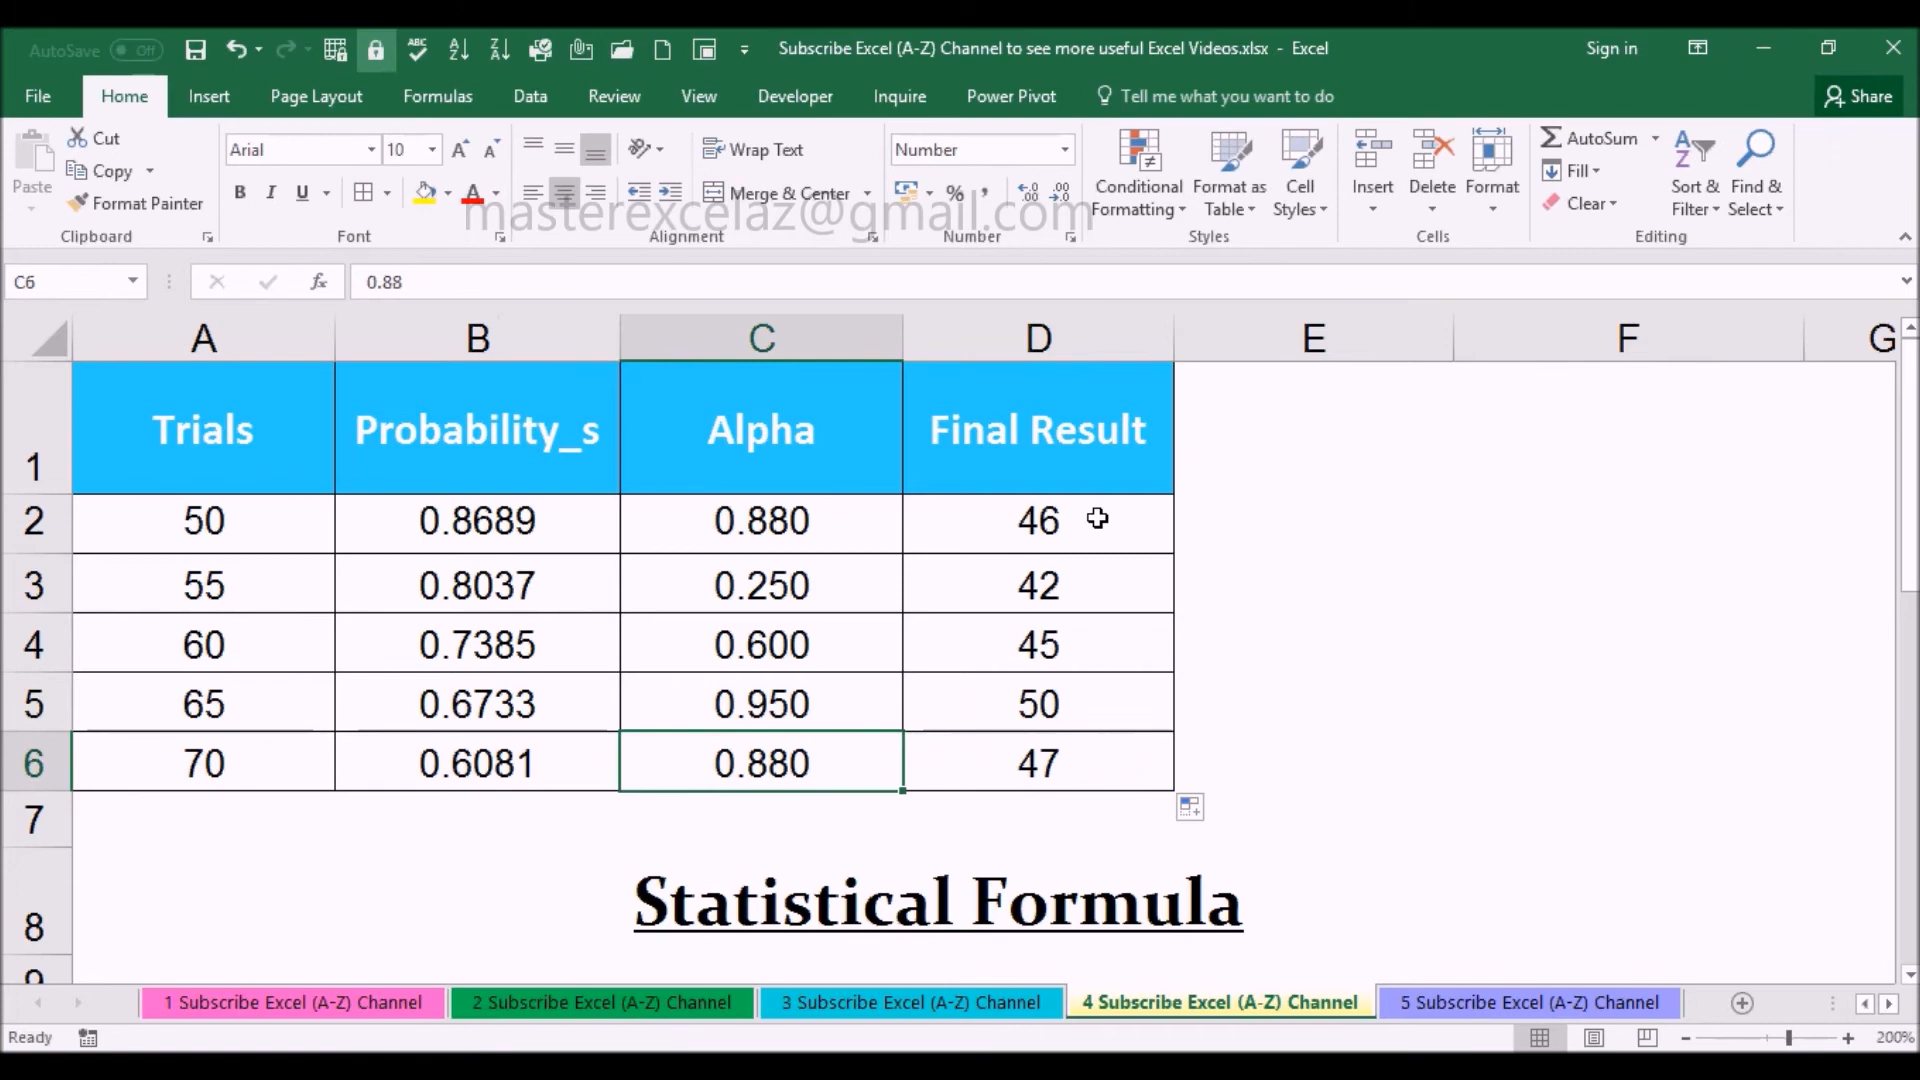 AutoSave Off
Subscribe Excel (A-Z) Channel to see more useful Excel Videos.xlsx - Excel
Sign in
File Home Insert Page Layout Formulas Data Review View Developer Inquire Power Pivot Tell me what you want to do Share
Paste
Cut
Copy
Format Painter
Clipboard
Arial 10
B I U
Font
Wrap Text
Merge & Center
Alignment
Number
%
Number
Conditional Formatting
Format as Table
Cell Styles
Styles
Insert Delete Format
Cells
AutoSum
Fill
Clear
Sort & Filter
Find & Select
Editing
masterexcelaz@gmail.com
C6 fx 0.88
A B C D E F G
1 Trials Probability_s Alpha Final Result
2 50 0.8689 0.880 46
3 55 0.8037 0.250 42
4 60 0.7385 0.600 45
5 65 0.6733 0.950 50
6 70 0.6081 0.880 47
7
8 Statistical Formula
9
1 Subscribe Excel (A-Z) Channel 2 Subscribe Excel (A-Z) Channel 3 Subscribe Excel (A-Z) Channel 4 Subscribe Excel (A-Z) Channel 5 Subscribe Excel (A-Z) Channel
Ready 200%